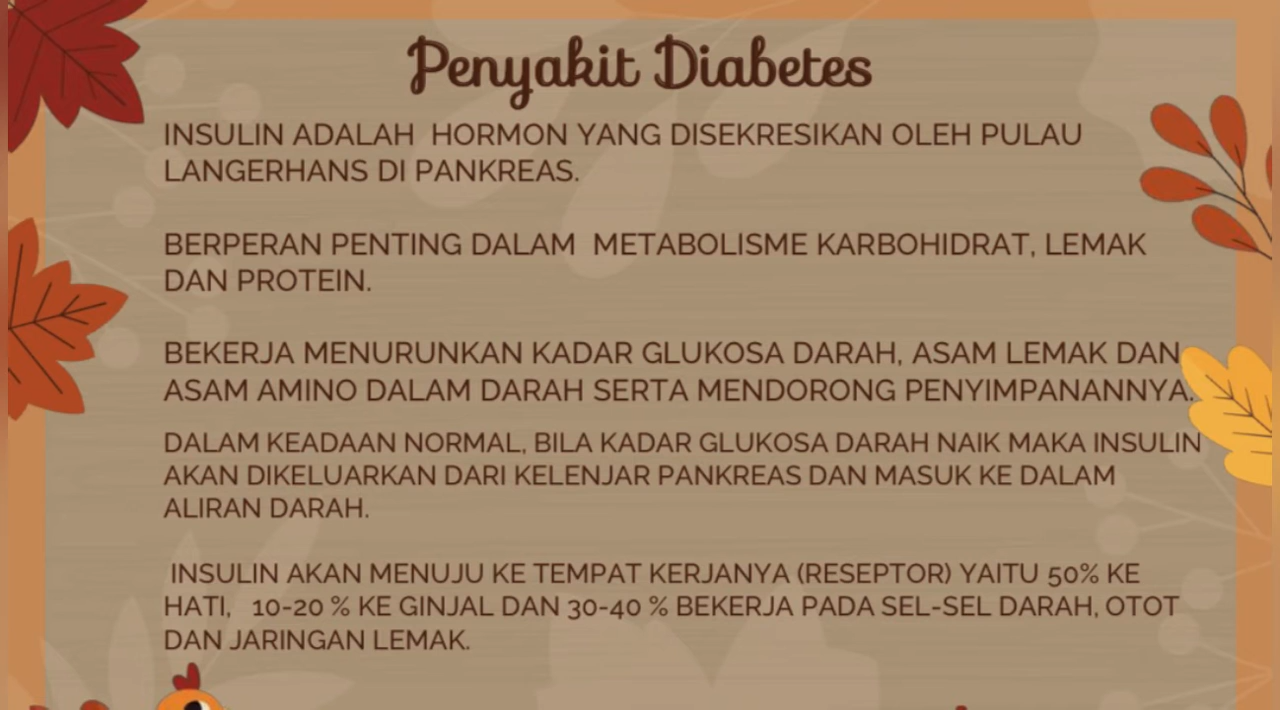 Penyakit Diabetes
INSULIN ADALAH HORMON YANG DISEKRESIKAN OLEH PULAU
LANGERHANS DI PANKREAS.
BERPERAN PENTING DALAM METABOLISME KARBOHIDRAT, LEMAK
DAN PROTEIN.
BEKERJA MENURUNKAN KADAR GLUKOSA DARAH, ASAM LEMAK DAN
ASAM AMINO DALAM DARAH SERTA MENDORONG PENYIMPANANNYA.
DALAM KEADAAN NORMAL, BILA KADAR GLUKOSA DARAH NAIK MAKA INSULIN
AKAN DIKELUARKAN DARI KELENJAR PANKREAS DAN MASUK KE DALAM
ALIRAN DARAH.
INSULIN AKAN MENUJU KE TEMPAT KERJANYA (RESEPTOR) YAITU 50% KE
HATI, 10-20 % KE GINJAL DAN 30-40 % BEKERJA PADA SEL-SEL DARAH, OTOT
DAN JARINGAN LEMAK.